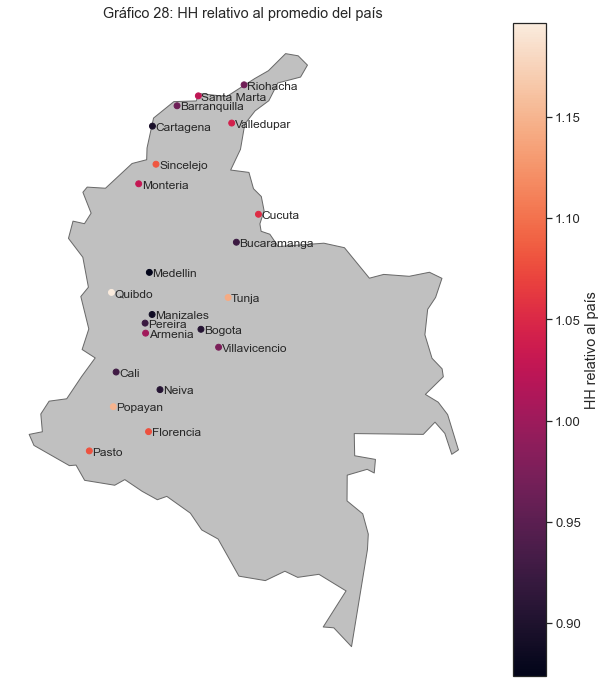 Gráfico 28: HH relativo al promedio del país
Riohacha
Santa Marta
Barranquilla
Valledupar
Cartagena
Sincelejo
Monteria
Cucuta
Bucaramanga
Medellin
Quibdo
Tunja
Manizales
Pereira
Bogota
Armenia
Villavicencio
Cali
Neiva
Popayan
Florencia
Pasto
1.15
1.10
1.05
1.00
0.95
0.90
HH relativo al país